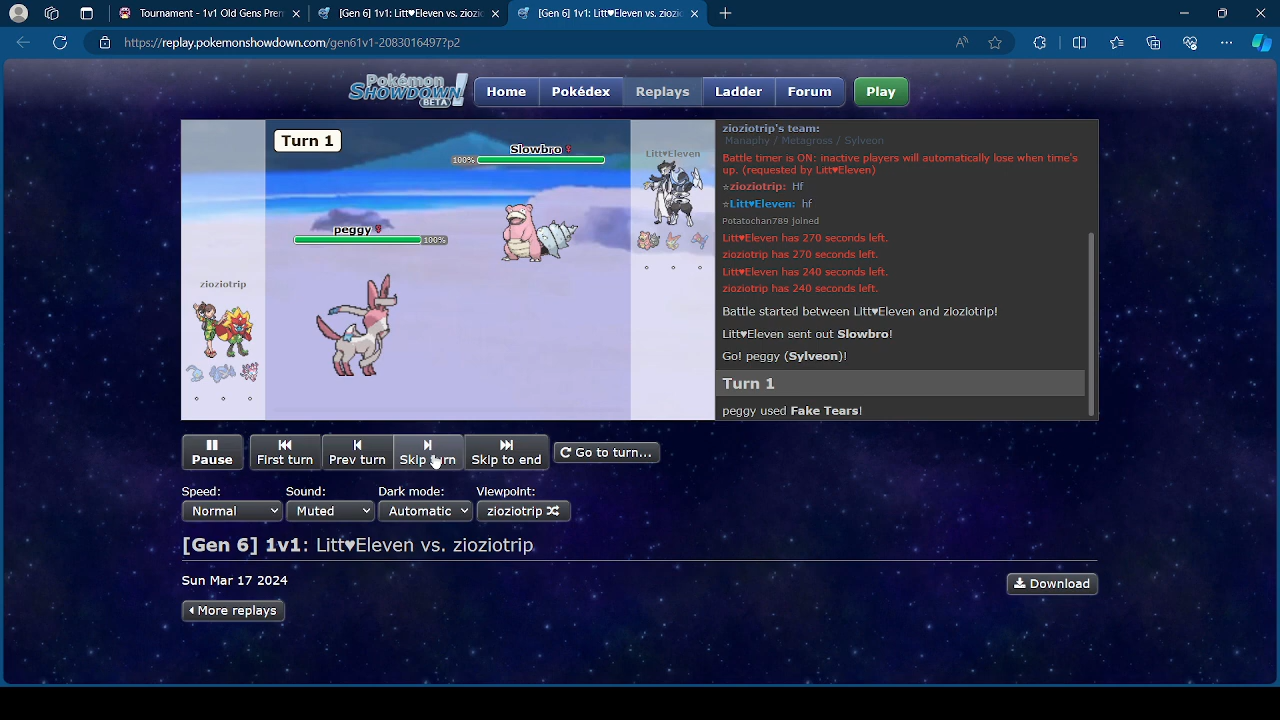 Tournament - 1v1 Old Gens Prem
[Gen 6] 1v1: Litt♥Eleven vs. ziozio
[Gen 6] 1v1: Litt♥Eleven vs. zioz
https://replay.pokemonshowdown.com/gen61v1-2083016497?p2
Pokémon
SHOWDOWN!
BETA
Home
Pokédex
Replays
Ladder
Forum
Play
Turn 1
Slowbro
100%
peggy
100%
zioziotrip
Litt♥Eleven
zioziotrip's team:
Manaphy / Metagross / Sylveon
Battle timer is ON: inactive players will automatically lose when time's
up. (requested by Litt♥Eleven)
☆zioziotrip: Hf
☆Litt♥Eleven: hf
Potatochan789 joined
Litt♥Eleven has 270 seconds left.
zioziotrip has 270 seconds left.
Litt♥Eleven has 240 seconds left.
zioziotrip has 240 seconds left.
Battle started between Litt♥Eleven and zioziotrip!
Litt♥Eleven sent out Slowbro!
Go! peggy (Sylveon)!
Turn 1
peggy used Fake Tears!
Pause
First turn
Prev turn
Skip turn
Skip to end
Go to turn...
Speed:
Sound:
Dark mode:
Viewpoint:
Normal
Muted
Automatic
zioziotrip
[Gen 6] 1v1: Litt♥Eleven vs. zioziotrip
Sun Mar 17 2024
Download
More replays